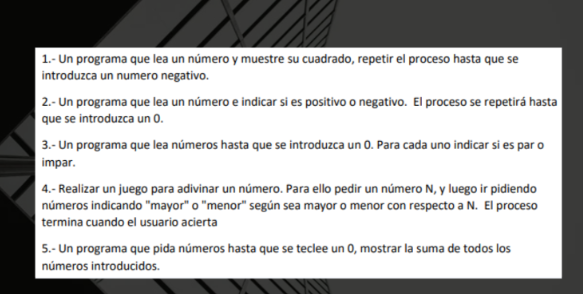 1.- Un programa que lea un número y muestre su cuadrado, repetir el proceso hasta que se
introduzca un numero negativo.
2.- Un programa que lea un número e indicar si es positivo o negativo. El proceso se repetirá hasta
que se introduzca un 0.
3.- Un programa que lea números hasta que se introduzca un 0. Para cada uno indicar si es par o
impar.
4.- Realizar un juego para adivinar un número. Para ello pedir un número N, y luego ir pidiendo
números indicando "mayor" o "menor" según sea mayor o menor con respecto a N. El proceso
termina cuando el usuario acierta
5.- Un programa que pida números hasta que se teclee un 0, mostrar la suma de todos los
números introducidos.